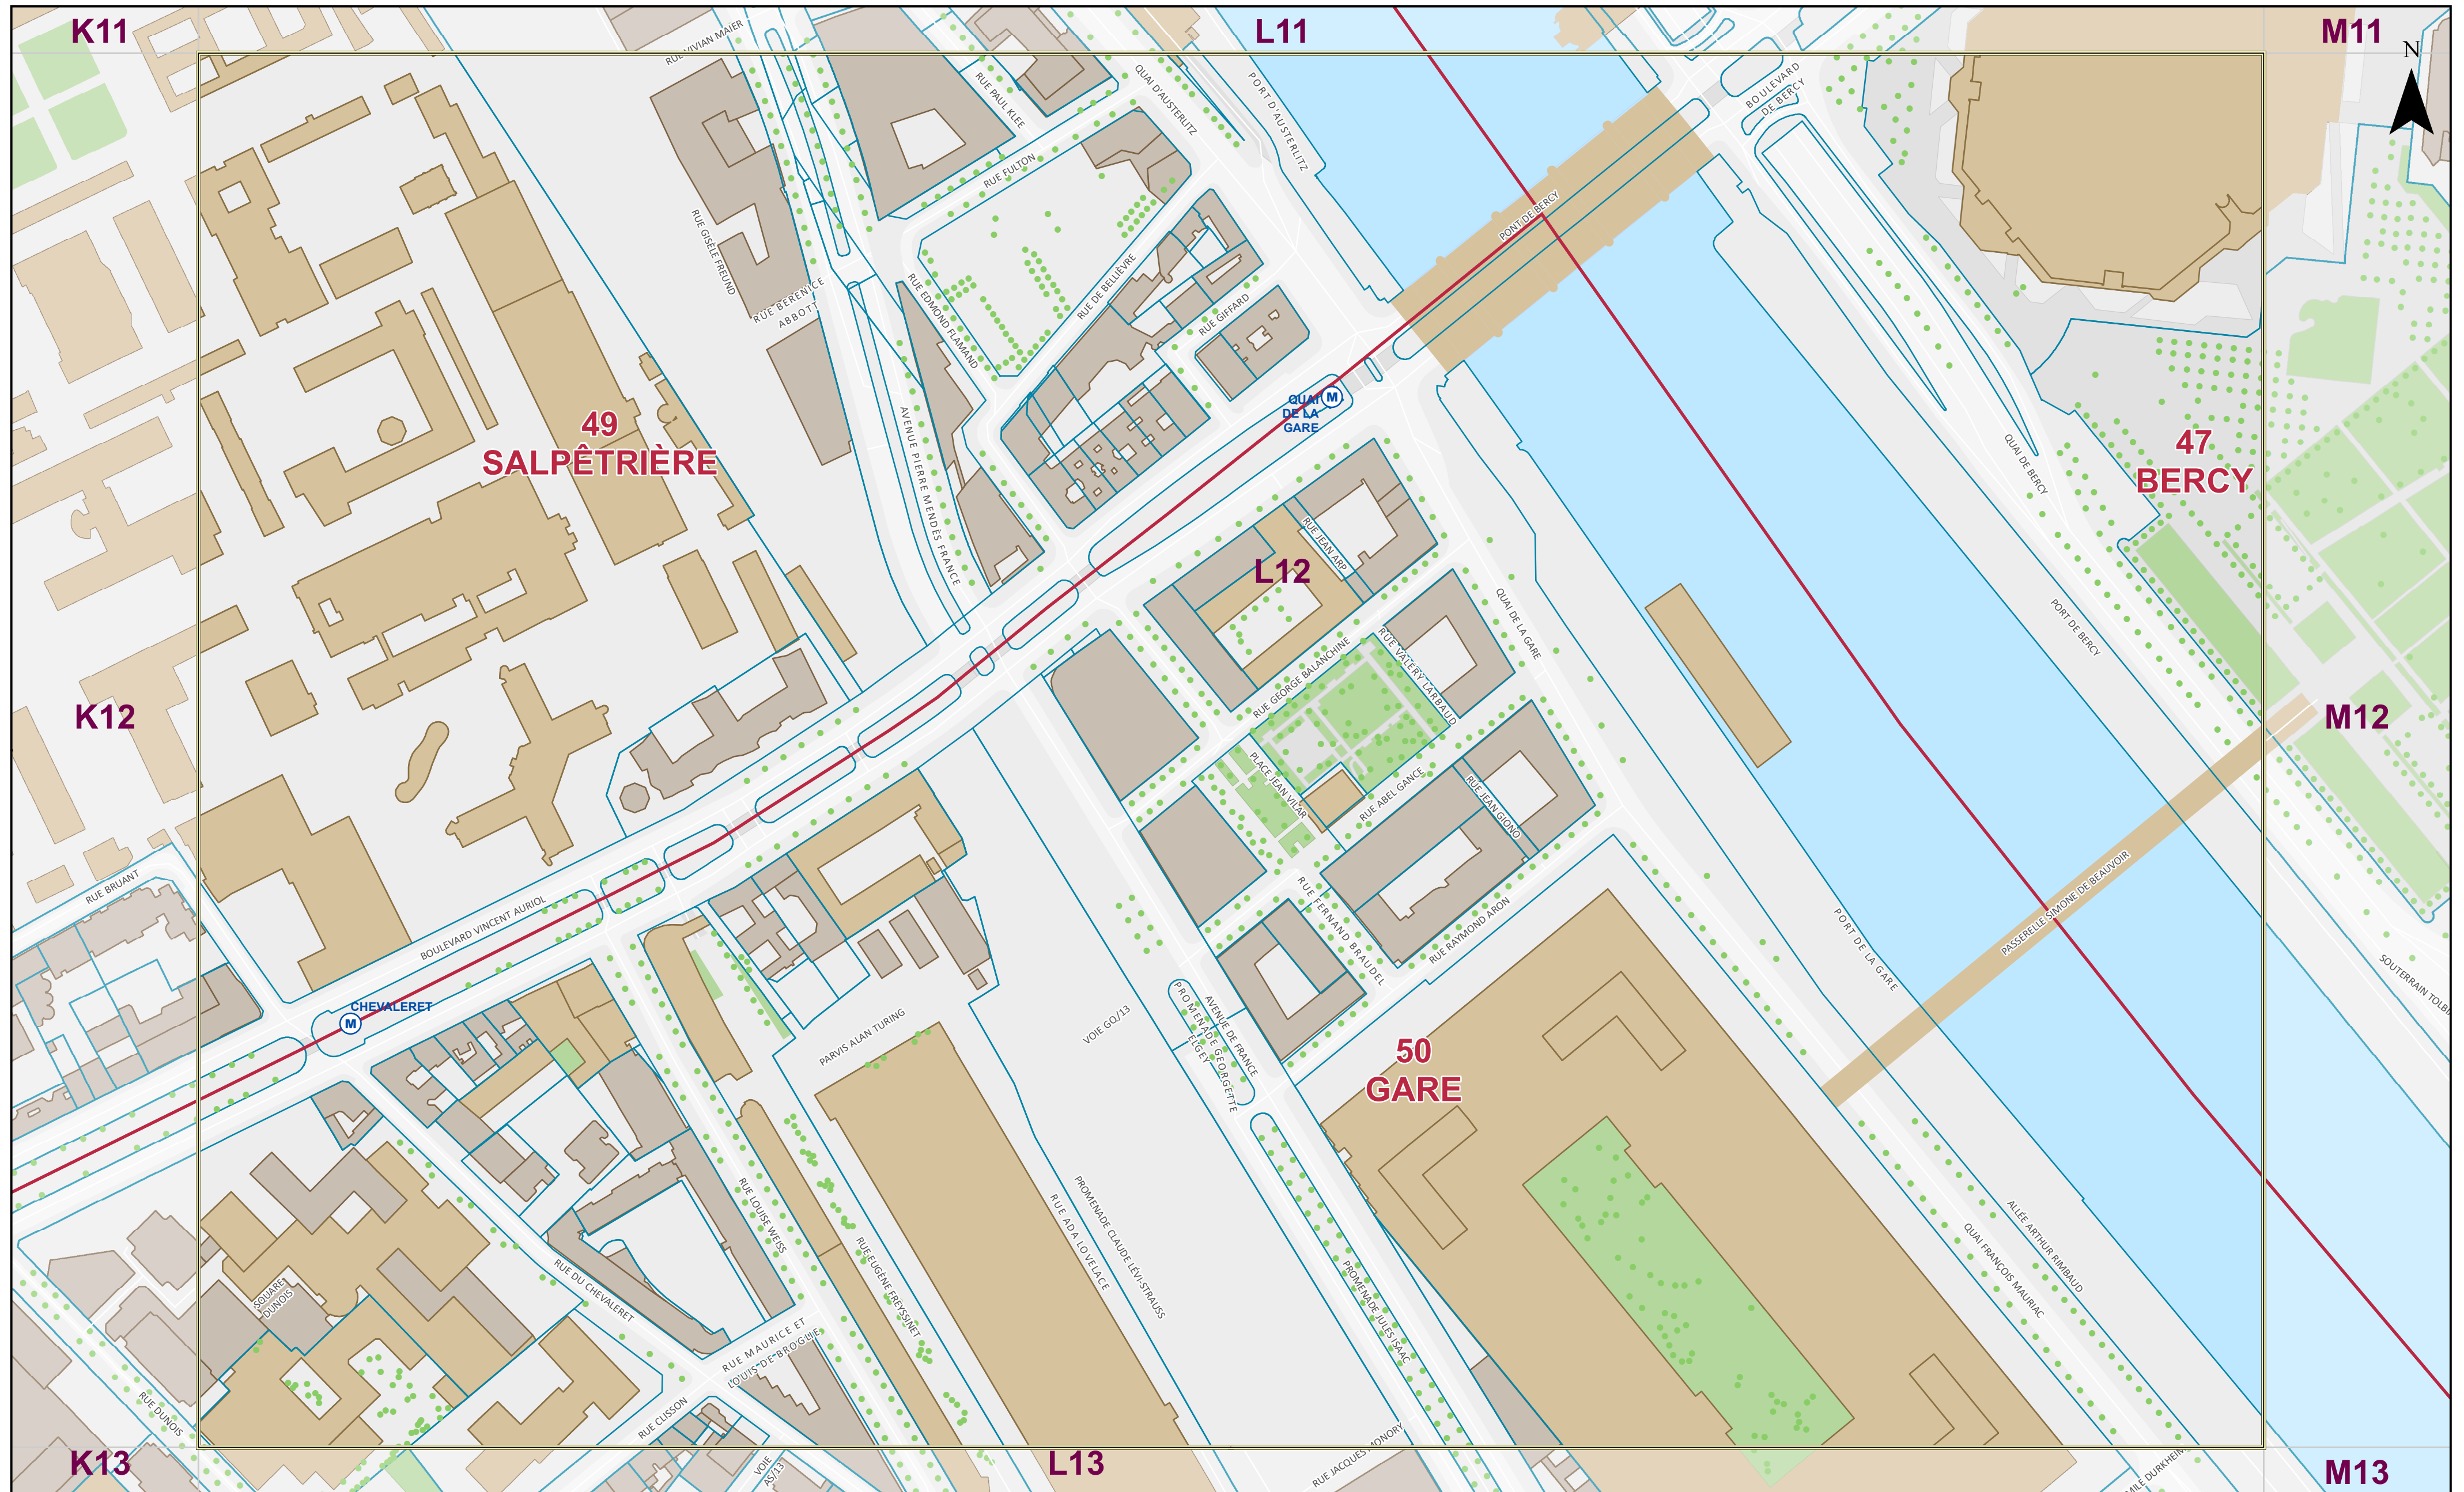 K11
L11
M11
N
RUE VIVIAN MAIER
RUE PAUL KLEE
QUAI D'AUSTERLITZ
PORT D'AUSTERLITZ
BOULEVARD
DE BERCY
RUE FULTON
PONT DE BERCY
RUE GISÈLE FREUND
RUE BERENICE
ABBOTT
RUE EDMOND FLAMAND
RUE DE BELLIÈVRE
RUE GIFFARD
QUAI
DE LA
GARE
M
AVENUE PIERRE MENDÈS FRANCE
49
SALPÊTRIÈRE
47
BERCY
QUAI DE BERCY
RUE JEAN ARP
L12
QUAI DE LA GARE
PORT DE BERCY
RUE GEORGE BALANCHINE
RUE VALERY LARBAUD
K12
M12
PLACE JEAN VILAR
RUE ABEL GANCE
RUE JEAN GIONO
RUE BRUANT
BOULEVARD VINCENT AURIOL
RUE FERNAND BRAUDEL
RUE RAYMOND ARON
PORT DE LA GARE
PASSERELLE SIMONE DE BEAUVOIR
SOUTERRAIN TOLBI
CHEVALERET
M
PARVIS ALAN TURING
VOIE GQ/13
PROMENADE GEORGETTE
ELGEY
AVENUE DE FRANCE
50
GARE
RUE LOUISE WEISS
RUE EUGÈNE FREYSSINET
RUE ADA LOVELACE
PROMENADE CLAUDE LÉVI-STRAUSS
PROMENADE JULES ISAAC
QUAI FRANÇOIS MAURIAC
ALLÉE ARTHUR RIMBAUD
SQUARE
DUNOIS
RUE DU CHEVALERET
RUE MAURICE ET
LOUIS DE BROGLIE
RUE DUNOIS
RUE CLISSON
VOIE
AS/13
RUE JACQUES MONORY
MILE DURKHEIM
K13
L13
M13